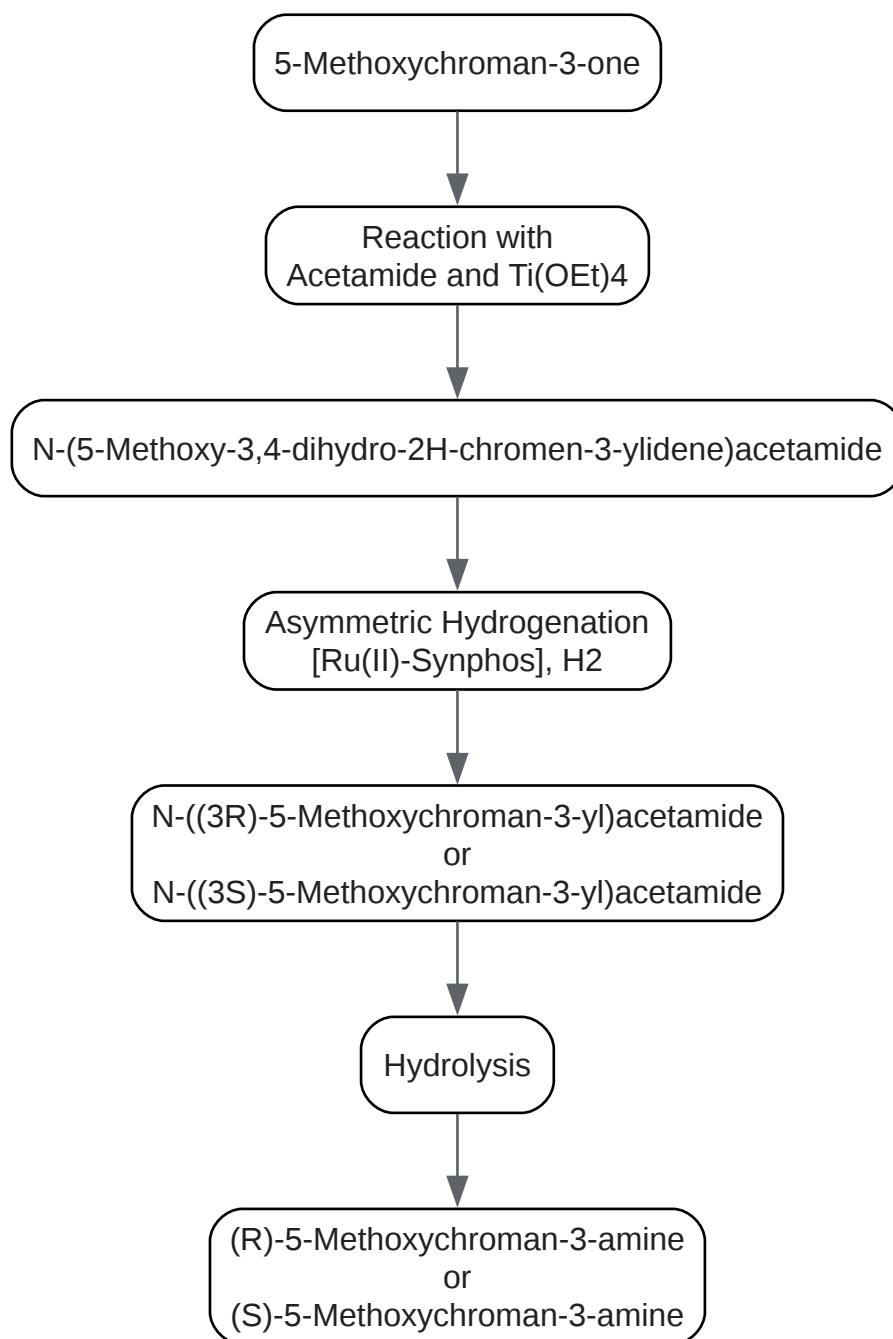 5-Methoxychroman-3-one
Reaction with
Acetamide and Ti(OEt)4
N-(5-Methoxy-3,4-dihydro-2H-chromen-3-ylidene)acetamide
Asymmetric Hydrogenation
[Ru(II)-Synphos], H2
N-((3R)-5-Methoxychroman-3-yl)acetamide
or
N-((3S)-5-Methoxychroman-3-yl)acetamide
Hydrolysis
(R)-5-Methoxychroman-3-amine
or
(S)-5-Methoxychroman-3-amine